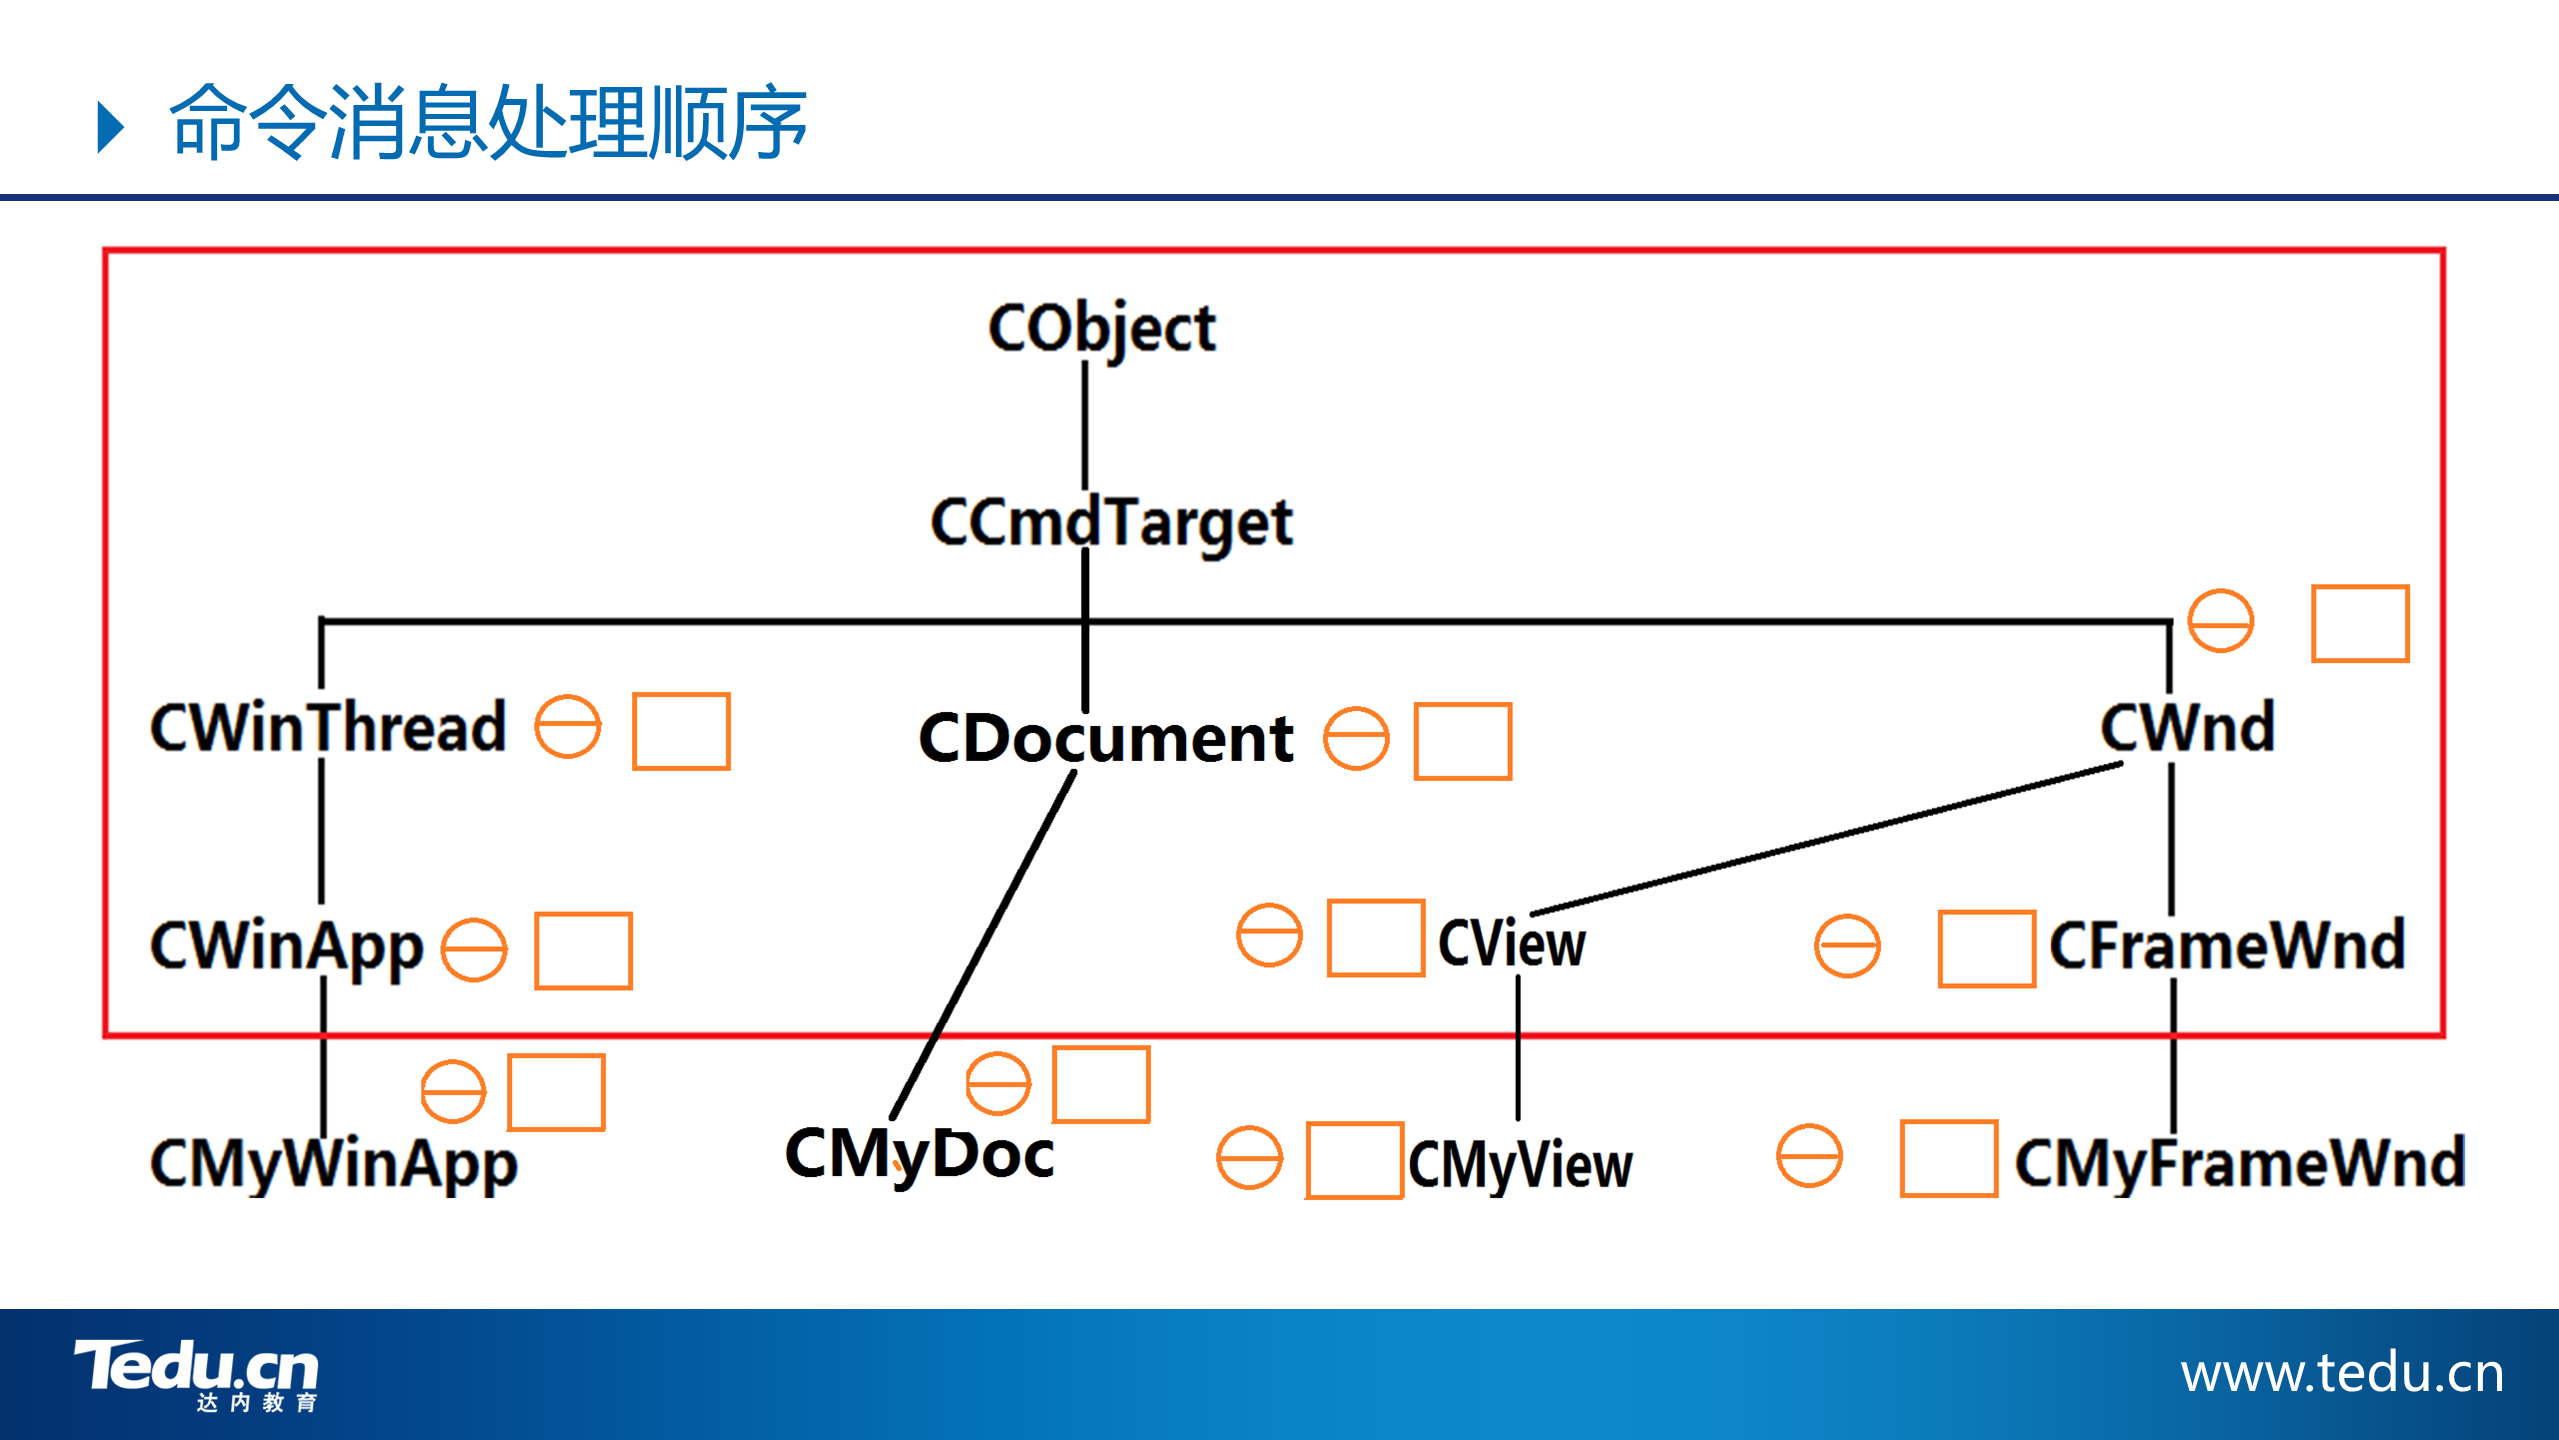 命令消息处理顺序
CObject
CCmdTarget
CWinThread
CDocument
CWnd
CWinApp
CView
CFrameWnd
CMyWinApp
CMyDoc
CMyView
CMyFrameWnd
Tedu.cn
达内教育
www.tedu.cn